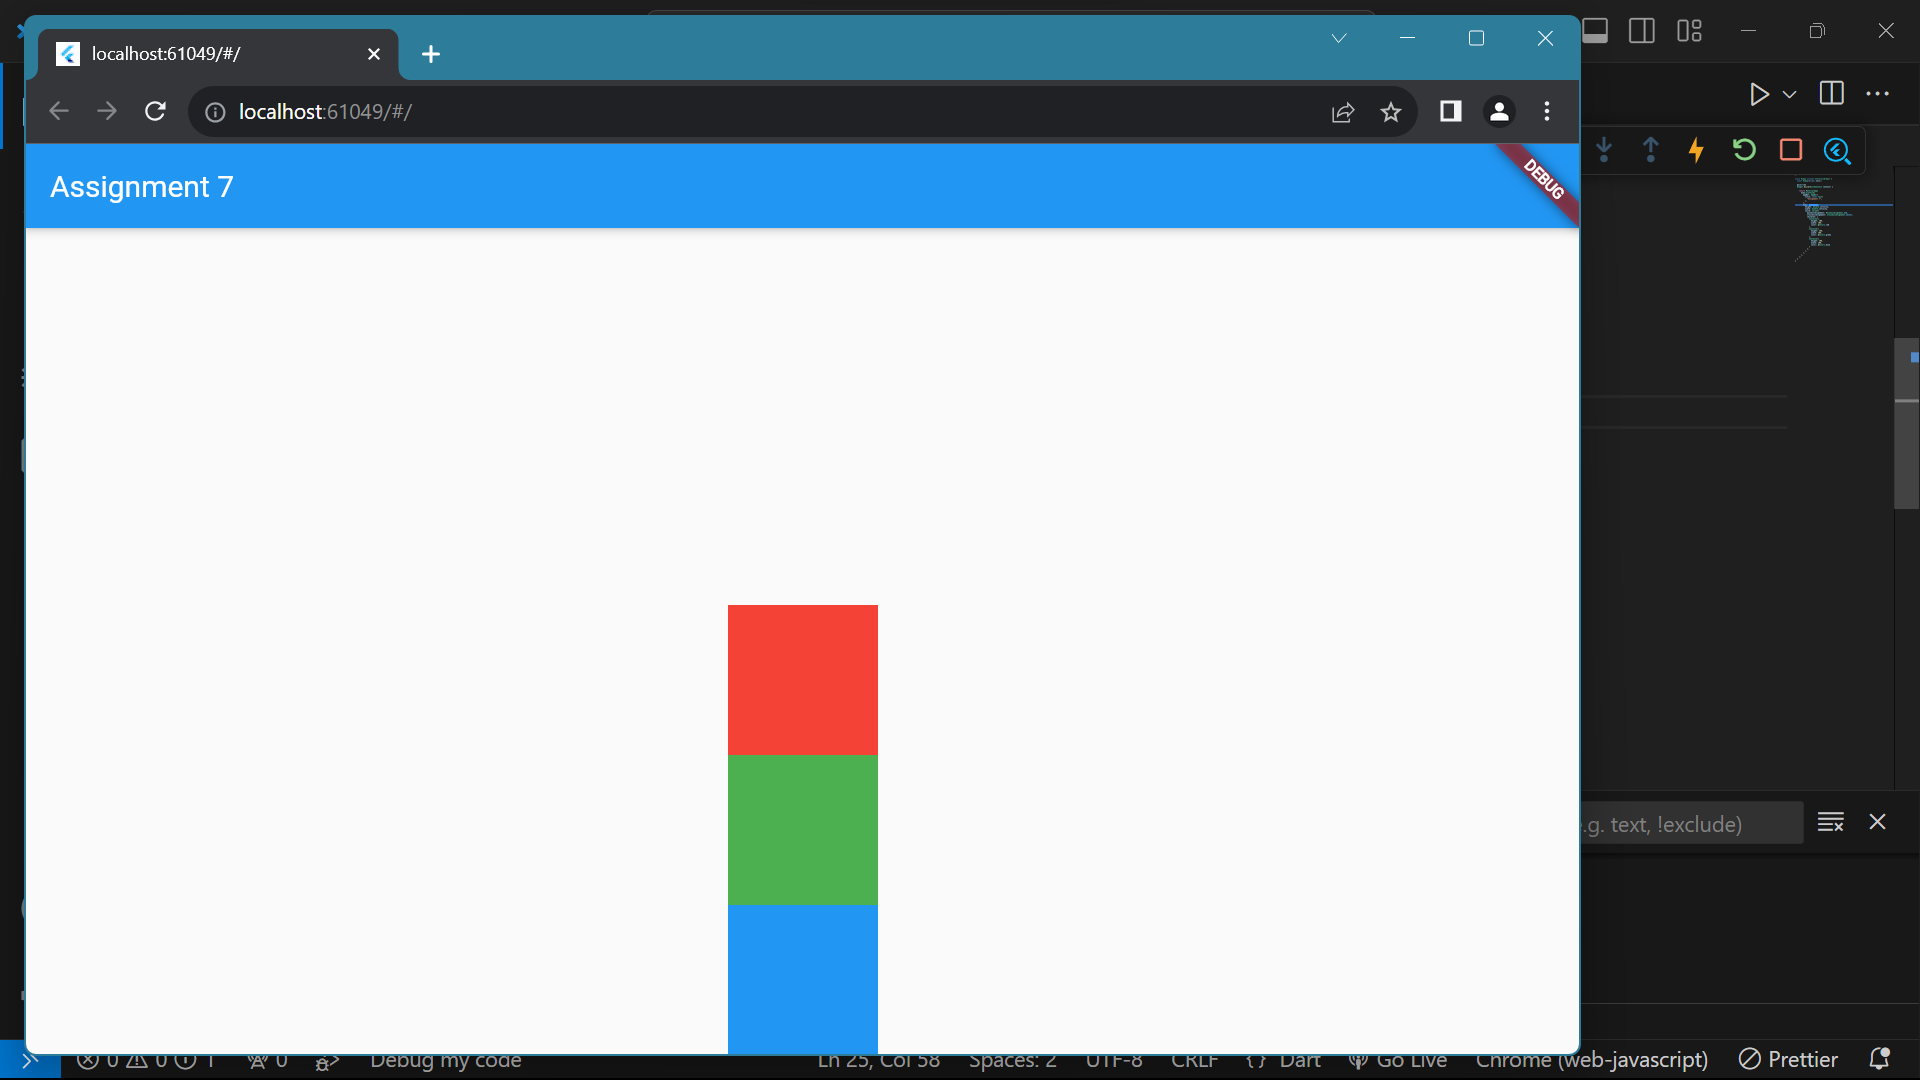 localhost:61049/#/
localhost:61049/#/
Assignment 7
DEBUG
.g. text, !exclude)
0 0 1 0 Debug my code Ln 25, Col 58 Spaces: 2 UTF-8 CRLF {} Dart Go Live Chrome (web-javascript) Prettier